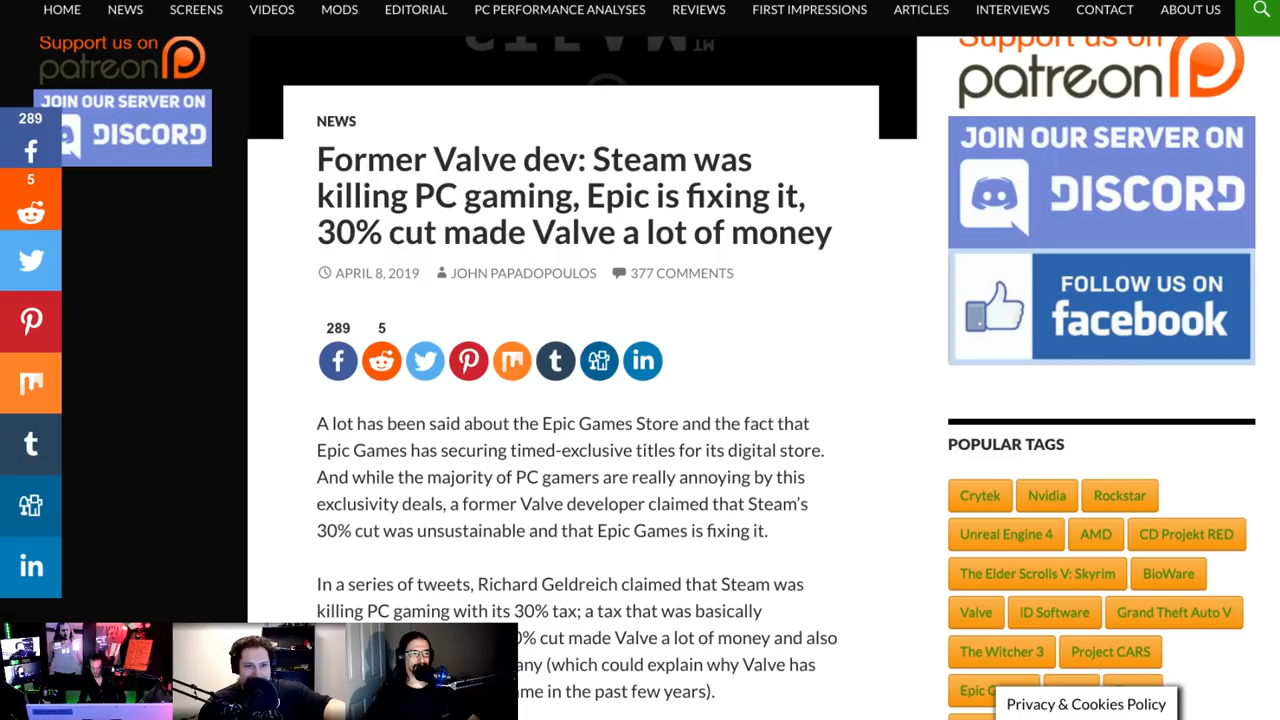 HOME NEWS SCREENS VIDEOS MODS EDITORIAL PC PERFORMANCE ANALYSES REVIEWS FIRST IMPRESSIONS ARTICLES INTERVIEWS CONTACT ABOUT US
Support us on
patreon
JOIN OUR SERVER ON
DISCORD
289
5
NEWS
Former Valve dev: Steam was
killing PC gaming, Epic is fixing it,
30% cut made Valve a lot of money
APRIL 8, 2019 JOHN PAPADOPOULOS 377 COMMENTS
289 5
A lot has been said about the Epic Games Store and the fact that
Epic Games has securing timed-exclusive titles for its digital store.
And while the majority of PC gamers are really annoying by this
exclusivity deals, a former Valve developer claimed that Steam's
30% cut was unsustainable and that Epic Games is fixing it.
In a series of tweets, Richard Geldreich claimed that Steam was
killing PC gaming with its 30% tax; a tax that was basically
0% cut made Valve a lot of money and also
any (which could explain why Valve has
me in the past few years).
Support us on
patreon
JOIN OUR SERVER ON
DISCORD
FOLLOW US ON
facebook
POPULAR TAGS
Crytek Nvidia Rockstar
Unreal Engine 4 AMD CD Projekt RED
The Elder Scrolls V: Skyrim BioWare
Valve iD Software Grand Theft Auto V
The Witcher 3 Project CARS
Epic G
Privacy & Cookies Policy